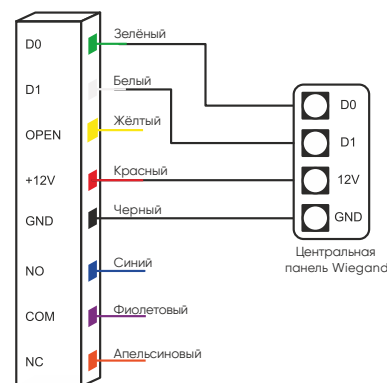 D0 Зелёный
D1 Белый
OPEN Жёлтый
+12V Красный
GND Черный
NO Синий
COM Фиолетовый
NC Апельсиновый
D0
D1
12V
GND
Центральная
панель Wiegand